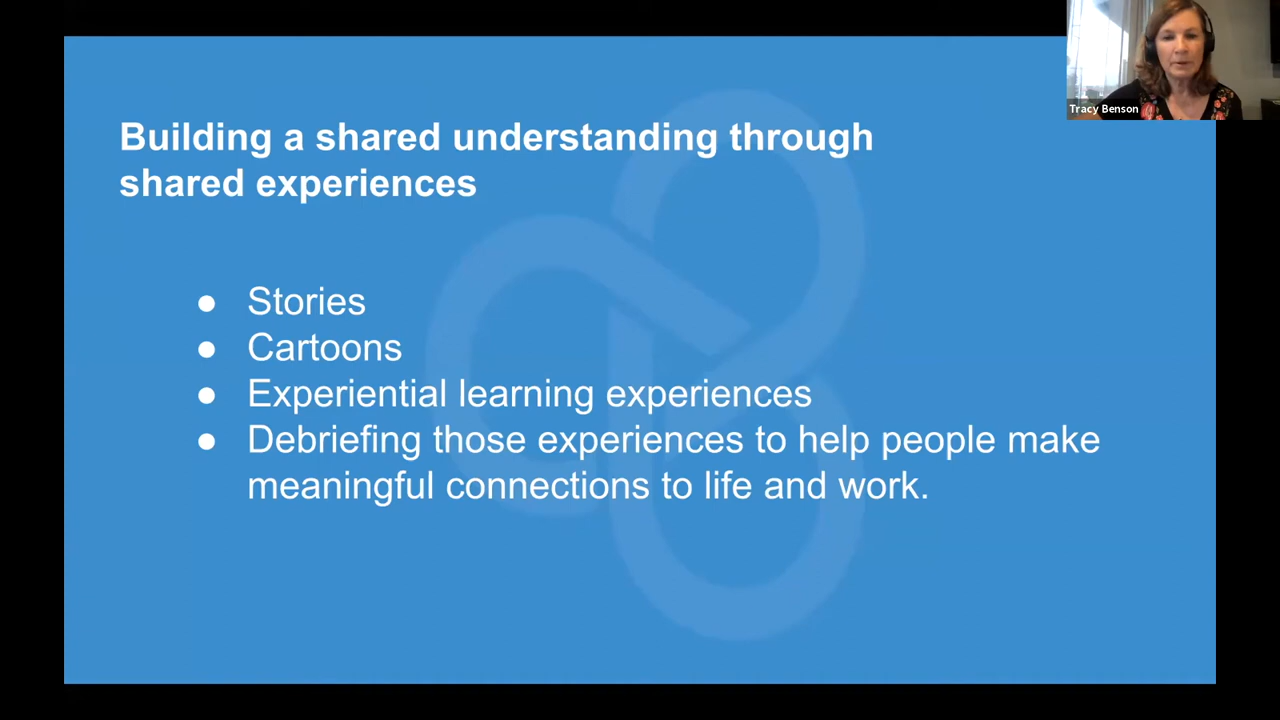 Tracy Benson
Building a shared understanding through
shared experiences
● Stories
● Cartoons
● Experiential learning experiences
● Debriefing those experiences to help people make
meaningful connections to life and work.